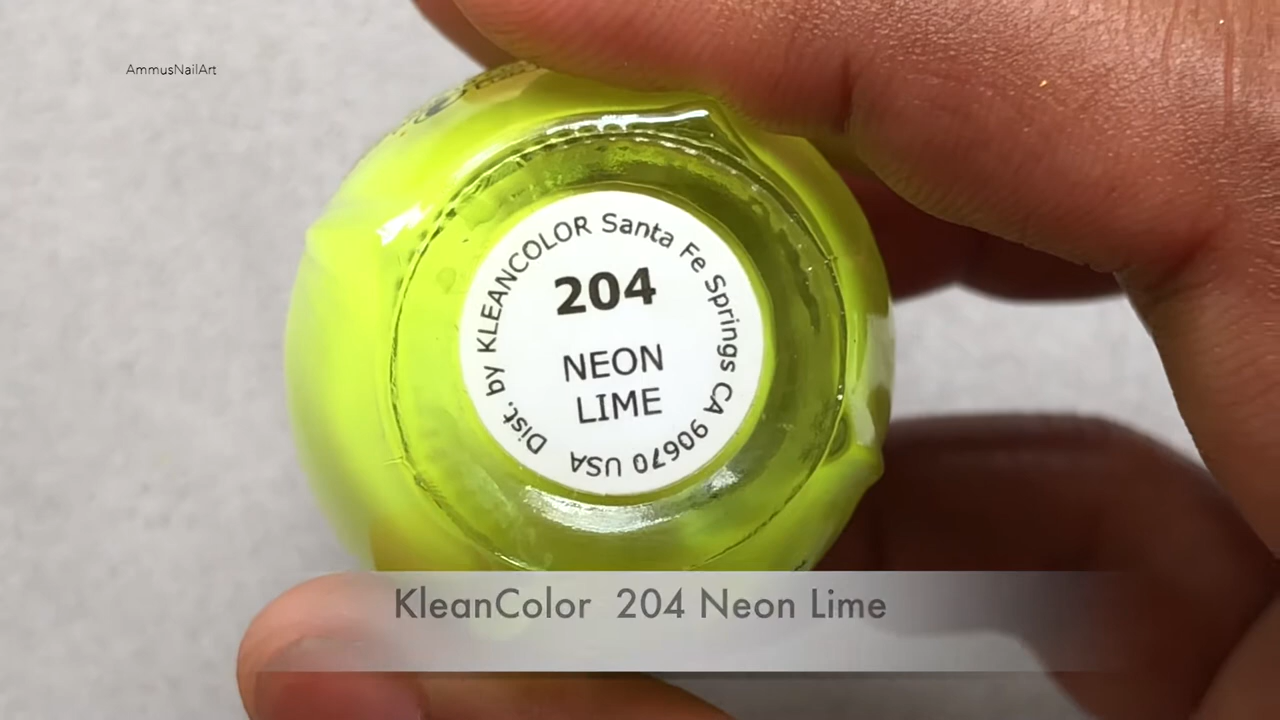 AmmusNailArt
Dist. by KLEANCOLOR Santa Fe Springs CA 90670 USA
204
NEON
LIME
KleanColor 204 Neon Lime